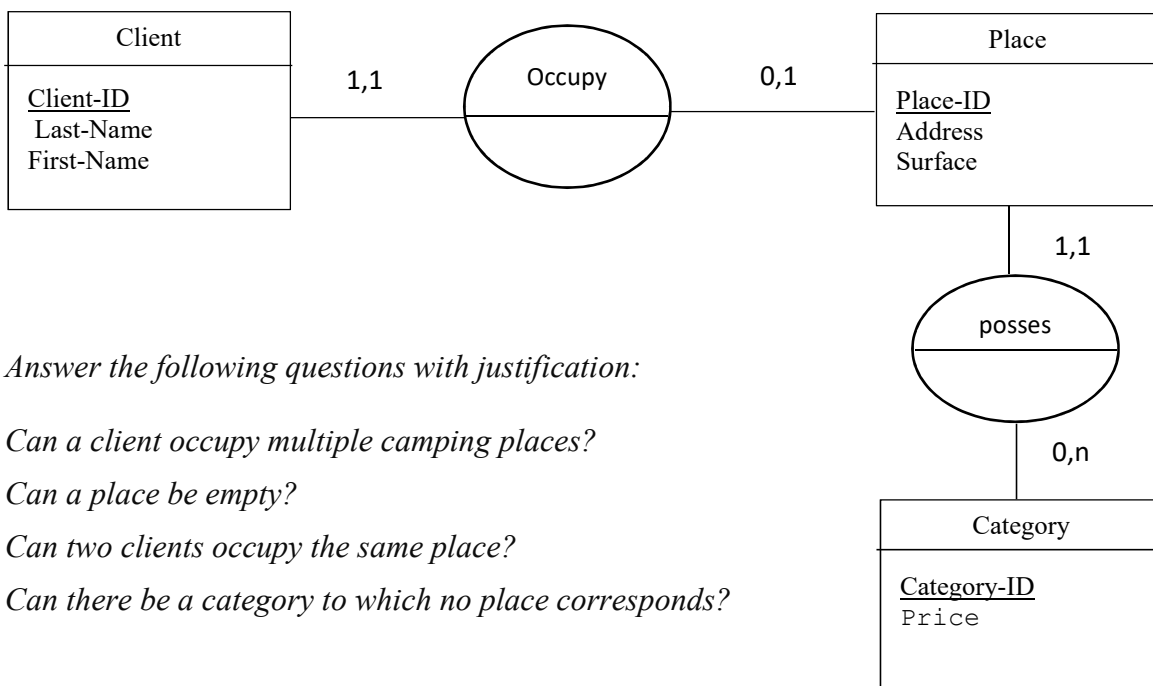 Client
Client-ID
Last-Name
First-Name
1,1
Occupy
0,1
Place
Place-ID
Address
Surface
1,1
posses
0,n
Category
Category-ID
Price
Answer the following questions with justification:
Can a client occupy multiple camping places?
Can a place be empty?
Can two clients occupy the same place?
Can there be a category to which no place corresponds?